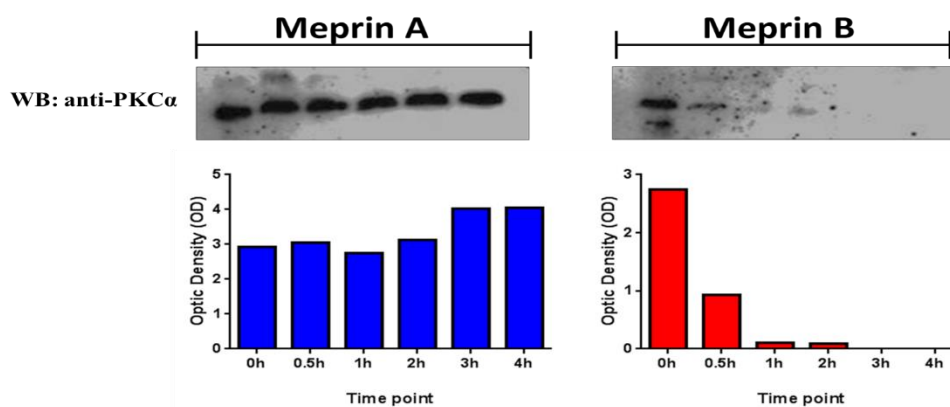 Meprin A
Meprin B
WB: anti-PKCα
Optic Density (OD)
5
4
3
2
1
0
0h 0.5h 1h 2h 3h 4h
Time point
Optic Density (OD)
3
2
1
0
0h 0.5h 1h 2h 3h 4h
Time point